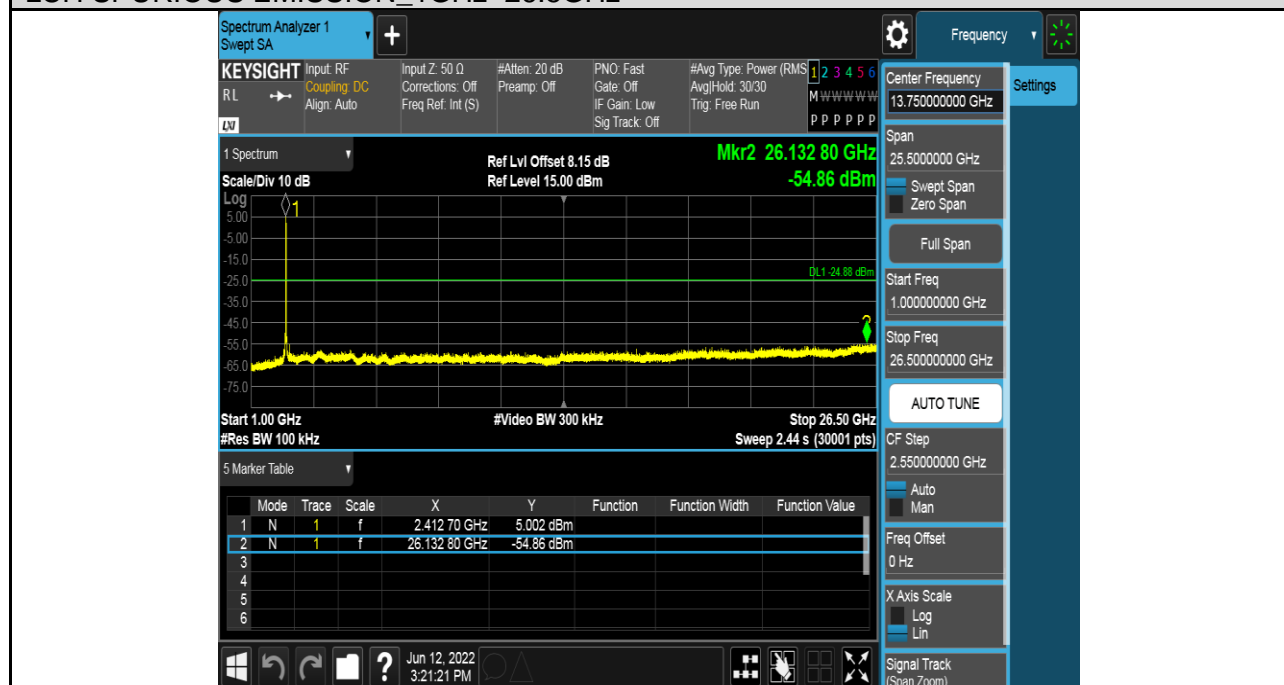 Spectrum Analyzer 1
Swept SA
+
Frequency
KEYSIGHT
RL
LXI
Input: RF
Coupling: DC
Align: Auto
Input Z: 50 Ω
Corrections: Off
Freq Ref: Int (S)
#Atten: 20 dB
Preamp: Off
PNO: Fast
Gate: Off
IF Gain: Low
Sig Track: Off
#Avg Type: Power (RMS
Avg|Hold: 30/30
Trig: Free Run
1 2 3 4 5 6
M W W W W W
P P P P P P
1 Spectrum
Scale/Div 10 dB
Ref Lvl Offset 8.15 dB
Ref Level 15.00 dBm
Mkr2 26.132 80 GHz
-54.86 dBm
Log
1
5.00
-5.00
-15.0
DL1 -24.88 dBm
-25.0
-35.0
-45.0
-55.0
-65.0
-75.0
Start 1.00 GHz
#Video BW 300 kHz
Stop 26.50 GHz
#Res BW 100 kHz
Sweep 2.44 s (30001 pts)
5 Marker Table
Mode Trace Scale X Y Function Function Width Function Value
1 N 1 f 2.412 70 GHz 5.002 dBm
2 N 1 f 26.132 80 GHz -54.86 dBm
3
4
5
6
?
Jun 12, 2022
3:21:21 PM
Center Frequency
13.750000000 GHz
Settings
Span
25.5000000 GHz
Swept Span
Zero Span
Full Span
Start Freq
1.000000000 GHz
Stop Freq
26.500000000 GHz
AUTO TUNE
CF Step
2.550000000 GHz
Auto
Man
Freq Offset
0 Hz
X Axis Scale
Log
Lin
Signal Track
(Span Zoom)